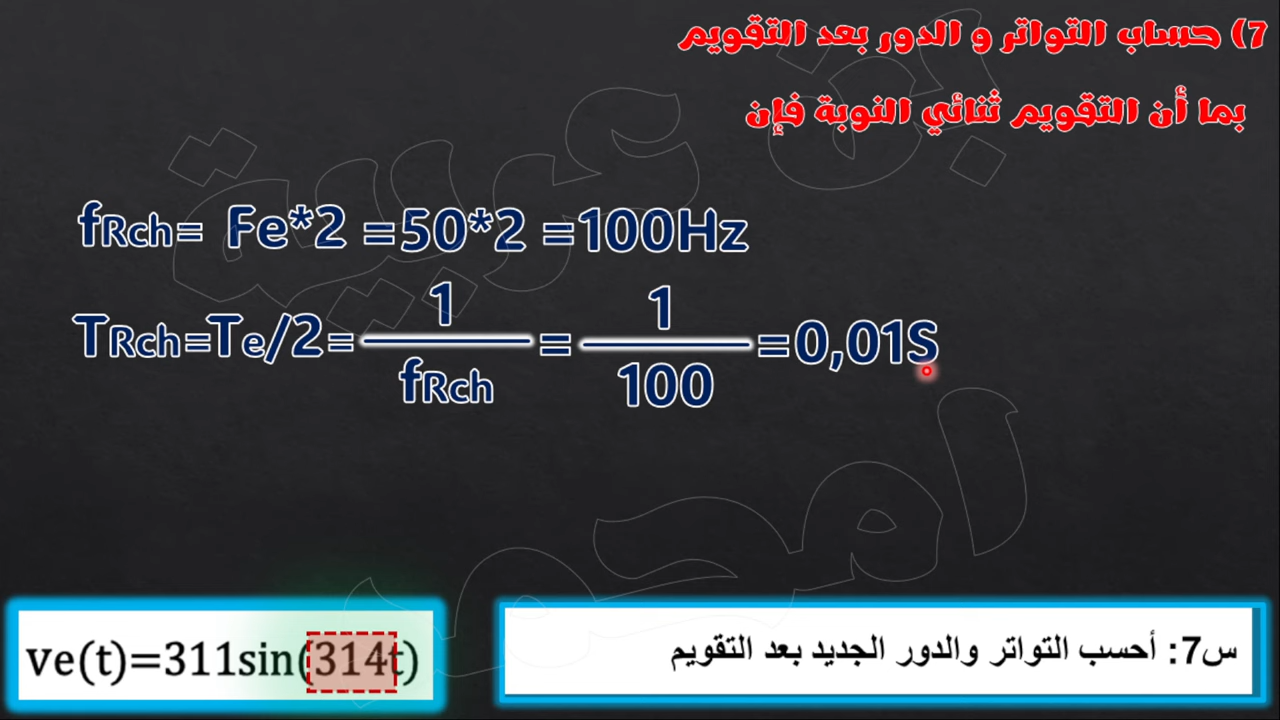 7) حساب التواتر و الدور بعد التقويم
بما أن التقويم ثنائي النوبة فإن
fRch= Fe*2 =50*2 =100Hz
TRch=Te/2= 1/fRch = 1/100 =0,01S
ve(t)=311sin(314t)
س7: أحسب التواتر والدور الجديد بعد التقويم